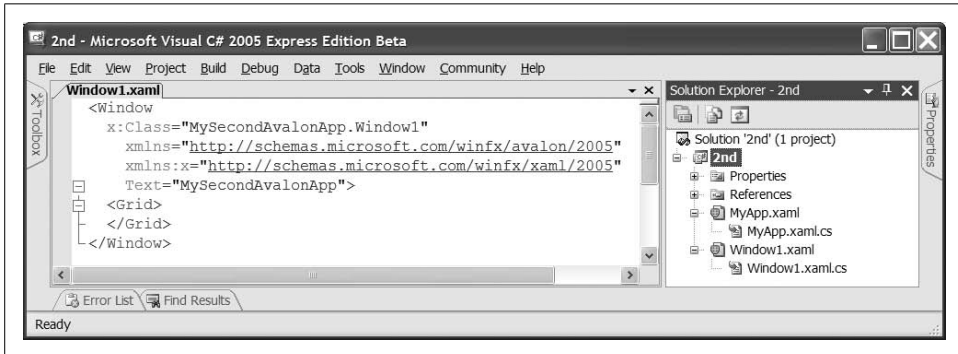 2nd - Microsoft Visual C# 2005 Express Edition Beta
File Edit View Project Build Debug Data Tools Window Community Help
Toolbox
Window1.xaml
<Window
x:Class="MySecondAvalonApp.Window1"
xmlns="http://schemas.microsoft.com/winfx/avalon/2005"
xmlns:x="http://schemas.microsoft.com/winfx/xaml/2005"
Text="MySecondAvalonApp">
<Grid>
</Grid>
</Window>
Solution Explorer - 2nd
Solution '2nd' (1 project)
2nd
Properties
References
MyApp.xaml
MyApp.xaml.cs
Window1.xaml
Window1.xaml.cs
Properties
Error List Find Results
Ready